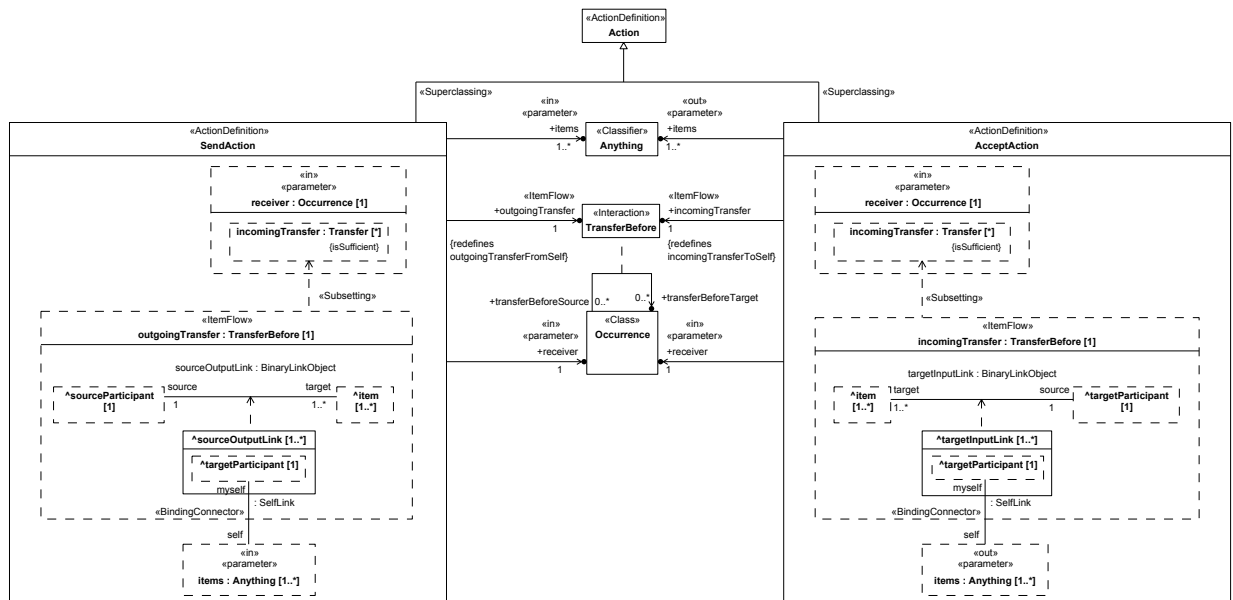 «ActionDefinition»
Action
«Superclassing»
«Superclassing»
«ActionDefinition»
SendAction
«in»
«parameter»
receiver : Occurrence [1]
incomingTransfer : Transfer [*]
{isSufficient}
«Subsetting»
«ItemFlow»
outgoingTransfer : TransferBefore [1]
sourceOutputLink : BinaryLinkObject
source
target
^sourceParticipant
[1]
1
1..*
^item
[1..*]
^sourceOutputLink [1..*]
^targetParticipant [1]
myself
: SelfLink
«BindingConnector»
self
«in»
«parameter»
items : Anything [1..*]
«in»
«parameter»
+items
1..*
«Classifier»
Anything
«out»
«parameter»
+items
1..*
«ItemFlow»
+outgoingTransfer
1
{redefines
outgoingTransferFromSelf}
«Interaction»
TransferBefore
«ItemFlow»
+incomingTransfer
1
{redefines
incomingTransferToSelf}
+transferBeforeSource
0..*
0..*
+transferBeforeTarget
«in»
«parameter»
+receiver
1
«Class»
Occurrence
«in»
«parameter»
+receiver
1
«ActionDefinition»
AcceptAction
«in»
«parameter»
receiver : Occurrence [1]
incomingTransfer : Transfer [*]
{isSufficient}
«Subsetting»
«ItemFlow»
incomingTransfer : TransferBefore [1]
targetInputLink : BinaryLinkObject
target
source
^item
[1..*]
1..*
1
^targetParticipant
[1]
^targetInputLink [1..*]
^targetParticipant [1]
myself
: SelfLink
«BindingConnector»
self
«out»
«parameter»
items : Anything [1..*]